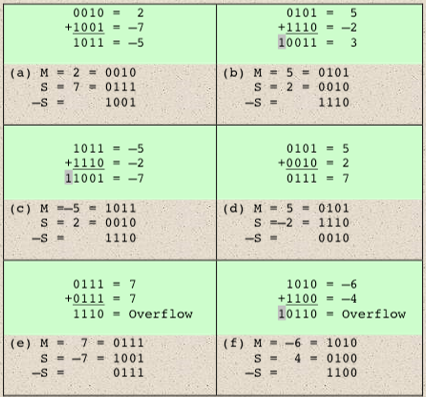 0010 = 2
+1001 = –7
1011 = –5
(a) M = 2 = 0010
S = 7 = 0111
–S = 1001
0101 = 5
+1110 = –2
10011 = 3
(b) M = 5 = 0101
S = 2 = 0010
–S = 1110
1011 = –5
+1110 = –2
11001 = –7
(c) M =–5 = 1011
S = 2 = 0010
–S = 1110
0101 = 5
+0010 = 2
0111 = 7
(d) M = 5 = 0101
S =–2 = 1110
–S = 0010
0111 = 7
+0111 = 7
1110 = Overflow
(e) M = 7 = 0111
S = –7 = 1001
–S = 0111
1010 = –6
+1100 = –4
10110 = Overflow
(f) M = –6 = 1010
S = 4 = 0100
–S = 1100